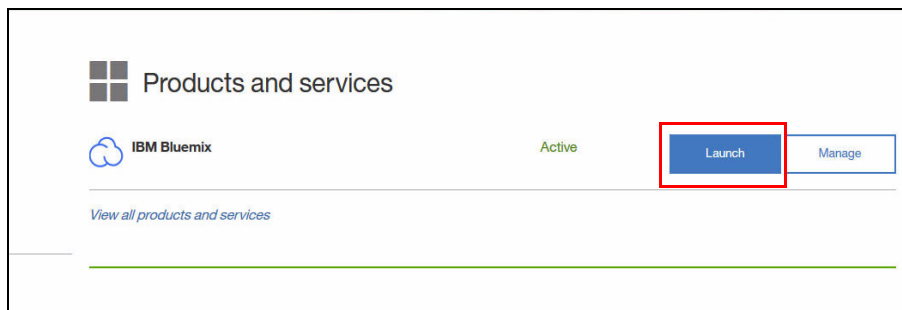 Products and services
IBM Bluemix Active Launch Manage
View all products and services